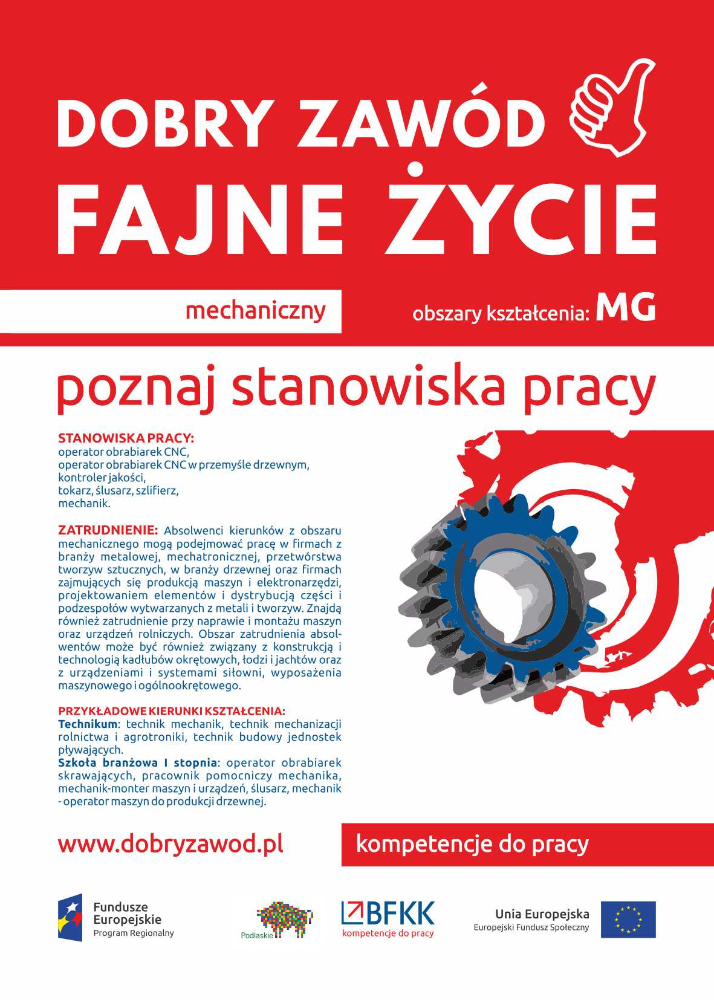 DOBRY ZAWÓD
FAJNE ŻYCIE
mechaniczny
obszary kształcenia: MG
poznaj stanowiska pracy
STANOWISKA PRACY:
operator obrabiarek CNC,
operator obrabiarek CNC w przemyśle drzewnym,
kontroler jakości,
tokarz, ślusarz, szlifierz,
mechanik.
ZATRUDNIENIE: Absolwenci kierunków z obszaru
mechanicznego mogą podejmować pracę w firmach z
branży metalowej, mechatronicznej, przetwórstwa
tworzyw sztucznych, w branży drzewnej oraz firmach
zajmujących się produkcją maszyn i elektronarzędzi,
projektowaniem elementów i dystrybucją części i
podzespołów wytwarzanych z metali i tworzyw. Znajdą
również zatrudnienie przy naprawie i montażu maszyn
oraz urządzeń rolniczych. Obszar zatrudnienia absol-
wentów może być również związany z konstrukcją i
technologią kadłubów okrętowych, łodzi i jachtów oraz
z urządzeniami i systemami siłowni, wyposażenia
maszynowego i ogólnookrętowego.
PRZYKŁADOWE KIERUNKI KSZTAŁCENIA:
Technikum: technik mechanik, technik mechanizacji
rolnictwa i agrotroniki, technik budowy jednostek
pływających.
Szkoła branżowa I stopnia: operator obrabiarek
skrawających, pracownik pomocniczy mechanika,
mechanik-monter maszyn i urządzeń, ślusarz, mechanik
- operator maszyn do produkcji drzewnej.
www.dobryzawod.pl
kompetencje do pracy
Fundusze
Europejskie
Program Regionalny
Podlaskie
BFKK
kompetencje do pracy
Unia Europejska
Europejski Fundusz Społeczny